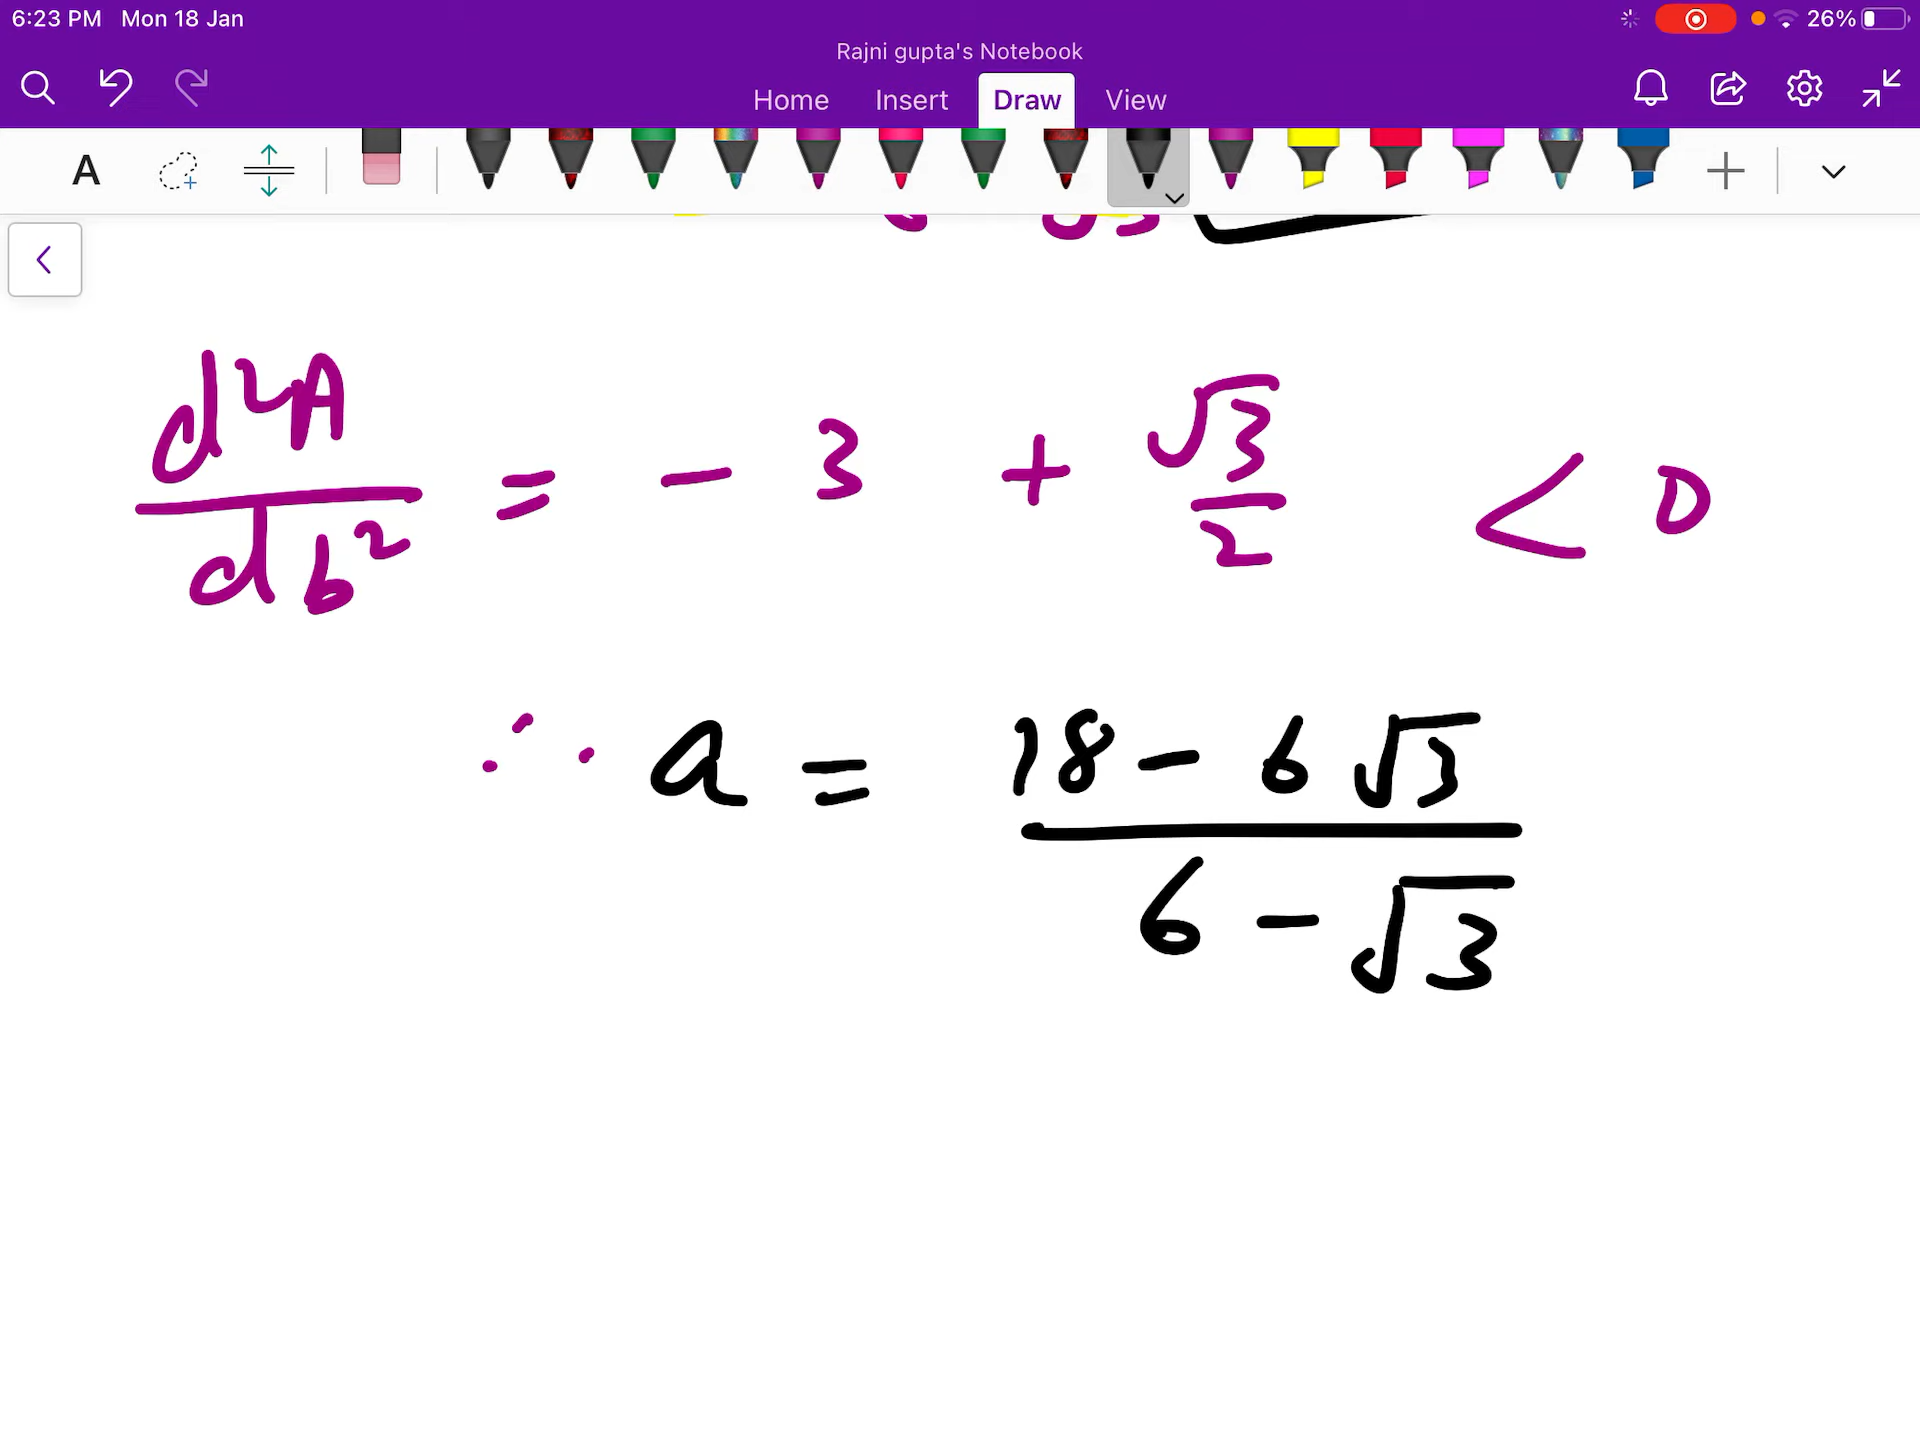 6:23 PM Mon 18 Jan 26%
Rajni gupta's Notebook
Home Insert Draw View
A
d²A/db² = - 3 + √3/2 < 0
∴ a = (18 - 6√3)/(6 - √3)